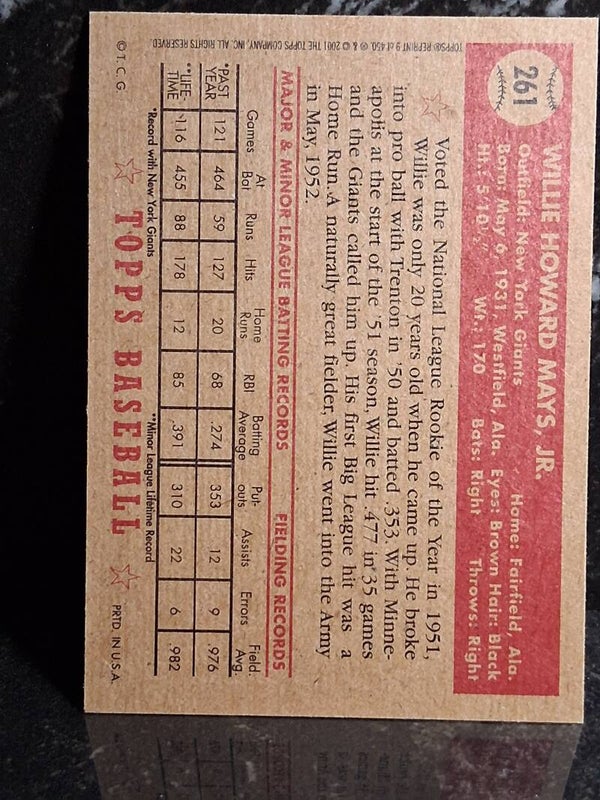 261
WILLIE HOWARD MAYS, JR.
Outfield: New York Giants Home: Fairfield, Ala.
Born: May 6, 1931, Westfield, Ala. Eyes: Brown Hair: Black
Ht.: 5'10½" Wt.: 170 Bats: Right Throws: Right
Voted the National League Rookie of the Year in 1951,
Willie was only 20 years old when he came up. He broke
into pro ball with Trenton in '50 and batted .353. With Minne-
apolis at the start of the '51 season, Willie hit .477 in 35 games
and the Giants called him up. His first Big League hit was a
Home Run. A naturally great fielder, Willie went into the Army
in May, 1952.
MAJOR & MINOR LEAGUE BATTING RECORDS FIELDING RECORDS
Games At Bat Runs Hits Home Runs RBI Batting Average Put-outs Assists Errors Field. Avg.
*PAST YEAR 121 464 59 127 20 68 .274 353 12 9 .976
**LIFE-TIME 116 455 88 178 12 85 .391 310 22 6 .982
*Record with New York Giants **Minor League Lifetime Record
©T. C. G. TOPPS BASEBALL PRTD. IN U.S.A.
TOPPS® REPRINT 9 of 450. ® & © 2001 THE TOPPS COMPANY, INC. ALL RIGHTS RESERVED.